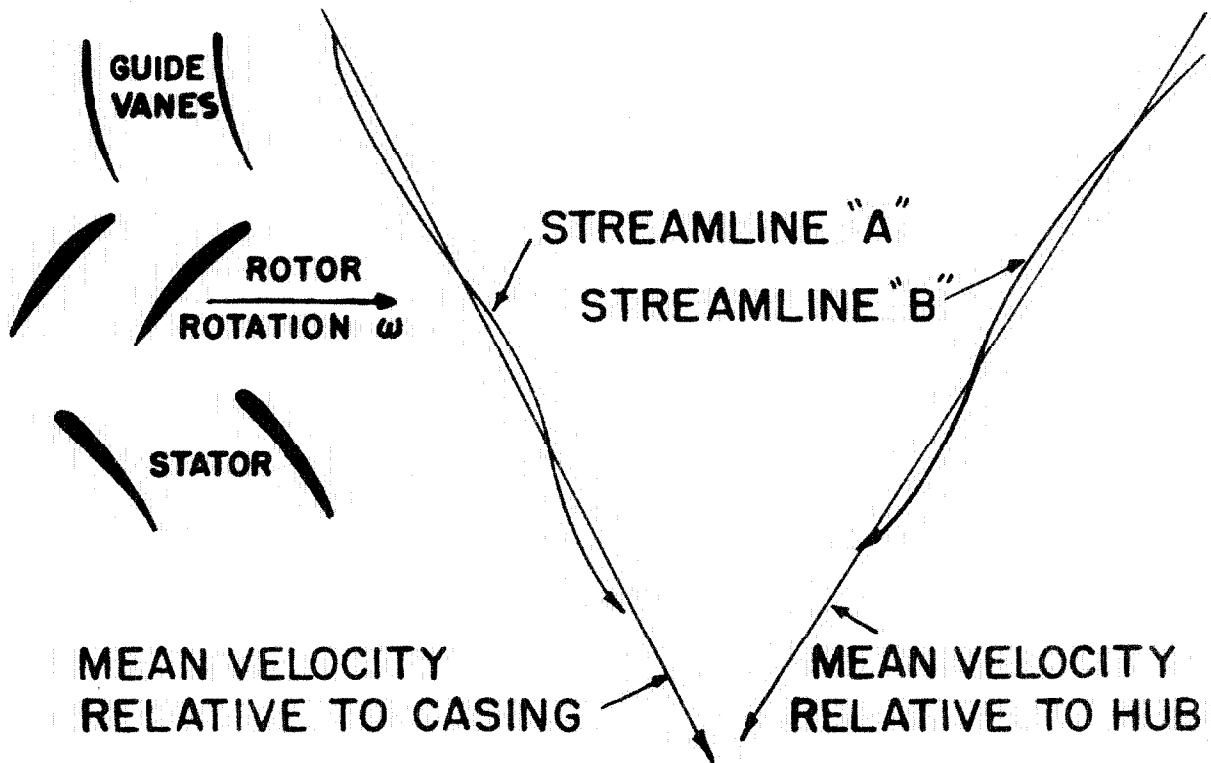 GUIDE
VANES
STREAMLINE "A"
STREAMLINE "B"
ROTOR
ROTATION ω
STATOR
MEAN VELOCITY
RELATIVE TO CASING
MEAN VELOCITY
RELATIVE TO HUB